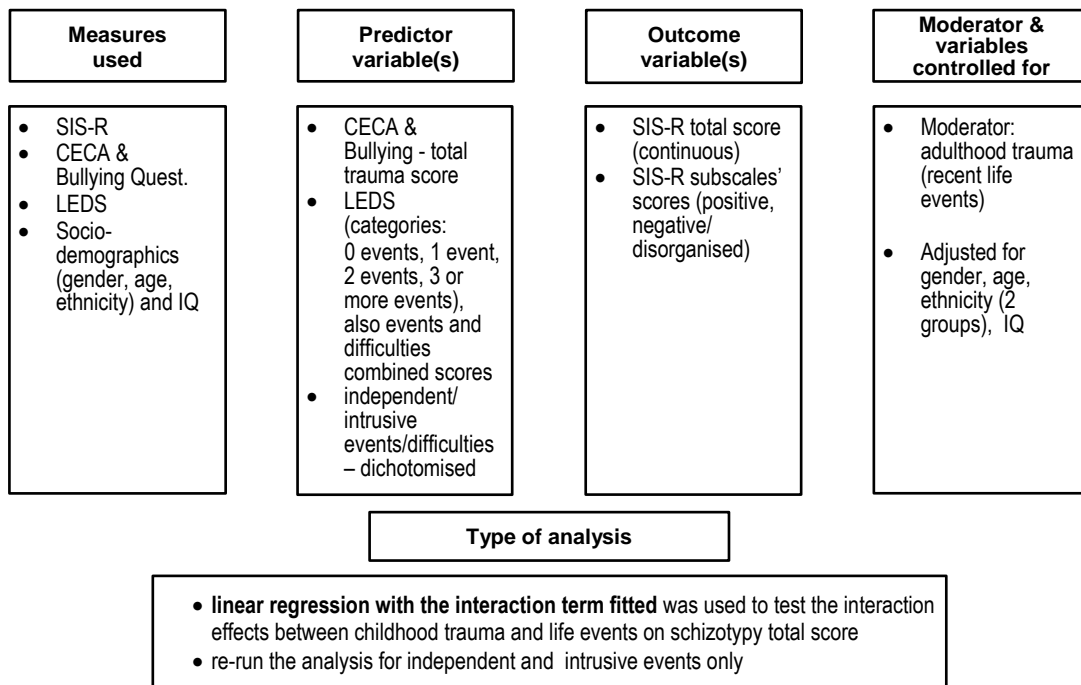 Measures
used
Predictor
variable(s)
Outcome
variable(s)
Moderator &
variables
controlled for
• SIS-R
• CECA &
Bullying Quest.
• LEDS
• Socio-
demographics
(gender, age,
ethnicity) and IQ
• CECA &
Bullying - total
trauma score
• LEDS
(categories:
0 events, 1 event,
2 events, 3 or
more events),
also events and
difficulties
combined scores
• independent/
intrusive
events/difficulties
– dichotomised
• SIS-R total score
(continuous)
• SIS-R subscales’
scores (positive,
negative/
disorganised)
• Moderator:
adulthood trauma
(recent life
events)
• Adjusted for
gender, age,
ethnicity (2
groups), IQ
Type of analysis
• linear regression with the interaction term fitted was used to test the interaction
effects between childhood trauma and life events on schizotypy total score
• re-run the analysis for independent and intrusive events only